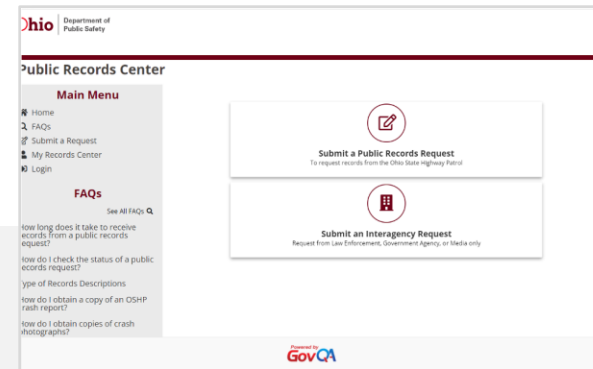 Ohio
Department of
Public Safety
Public Records Center
Main Menu
Home
FAQs
Submit a Request
My Records Center
Login
FAQs
See All FAQs
How long does it take to receive
records from a public records
request?
How do I check the status of a public
records request?
Type of Records Descriptions
How do I obtain a copy of an OSHP
crash report?
How do I obtain copies of crash
photographs?
Submit a Public Records Request
To request records from the Ohio State Highway Patrol
Submit an Interagency Request
Request from Law Enforcement, Government Agency, or Media only
Powered by
GovQA